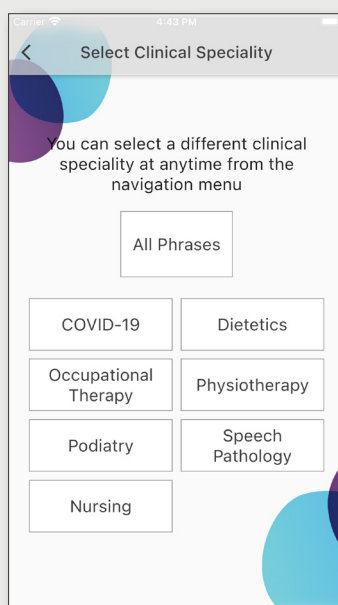 Carrier 4:43 PM
Select Clinical Speciality
You can select a different clinical
speciality at anytime from the
navigation menu
All Phrases
COVID-19 Dietetics
Occupational
Therapy
Physiotherapy
Podiatry
Speech
Pathology
Nursing